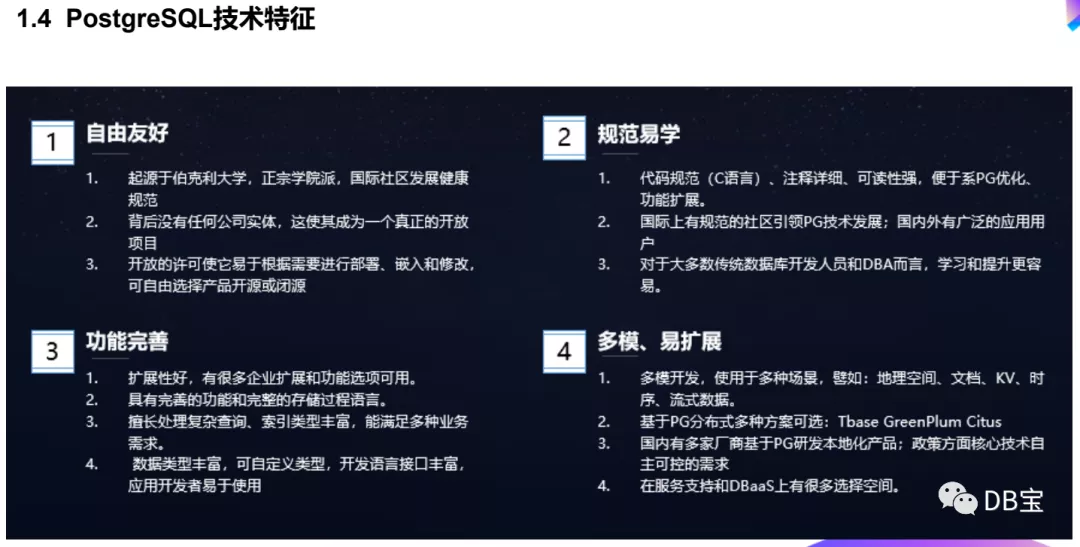 1.4 PostgreSQL技术特征
1
自由友好
1. 起源于伯克利大学，正宗学院派，国际社区发展健康
规范
2. 背后没有任何公司实体，这使其成为一个真正的开放
项目
3. 开放的许可使它易于根据需要进行部署、嵌入和修改，
可自由选择产品开源或闭源
2
规范易学
1. 代码规范（C语言）、注释详细、可读性强，便于系PG优化、
功能扩展。
2. 国际上有规范的社区引领PG技术发展；国内外有广泛的应用用
户
3. 对于大多数传统数据库开发人员和DBA而言，学习和提升更容
易。
3
功能完善
1. 扩展性好，有很多企业扩展和功能选项可用。
2. 具有完善的功能和完整的存储过程语言。
3. 擅长处理复杂查询、索引类型丰富，能满足多种业务
需求。
4. 数据类型丰富，可自定义类型，开发语言接口丰富，
应用开发者易于使用
4
多模、易扩展
1. 多模开发，使用于多种场景，譬如：地理空间、文档、KV、时
序、流式数据。
2. 基于PG分布式多种方案可选：Tbase GreenPlum Citus
3. 国内有多家厂商基于PG研发本地化产品；政策方面核心技术自
主可控的需求
4. 在服务支持和DBaaS上有很多选择空间。
DB宝